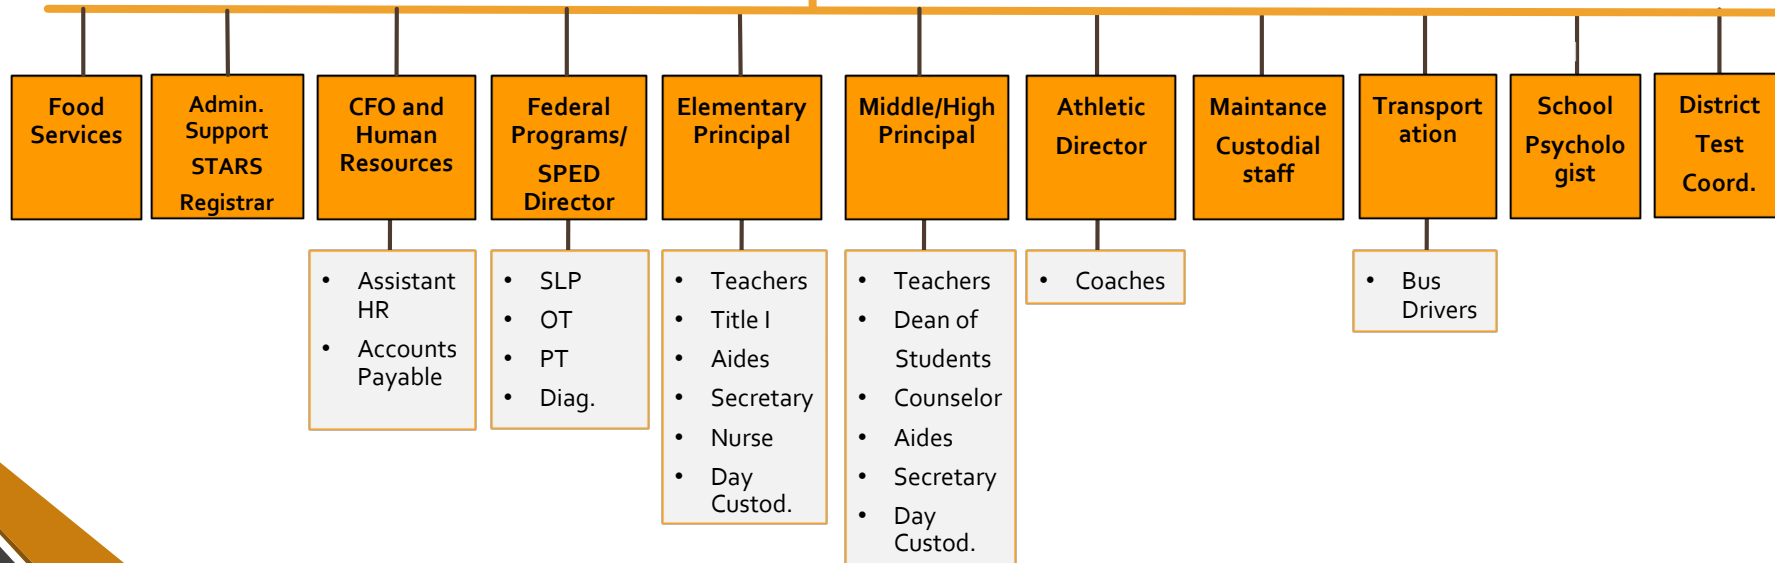 Food
Services
Admin.
Support
STARS
Registrar
CFO and
Human
Resources
Federal
Programs/
SPED
Director
Elementary
Principal
Middle/High
Principal
Athletic
Director
Maintance
Custodial
staff
Transport
ation
School
Psycholo
gist
District
Test
Coord.
• Assistant
HR
• Accounts
Payable
• SLP
• OT
• PT
• Diag.
• Teachers
• Title I
• Aides
• Secretary
• Nurse
• Day
Custod.
• Teachers
• Dean of
Students
• Counselor
• Aides
• Secretary
• Day
Custod.
• Coaches
• Bus
Drivers